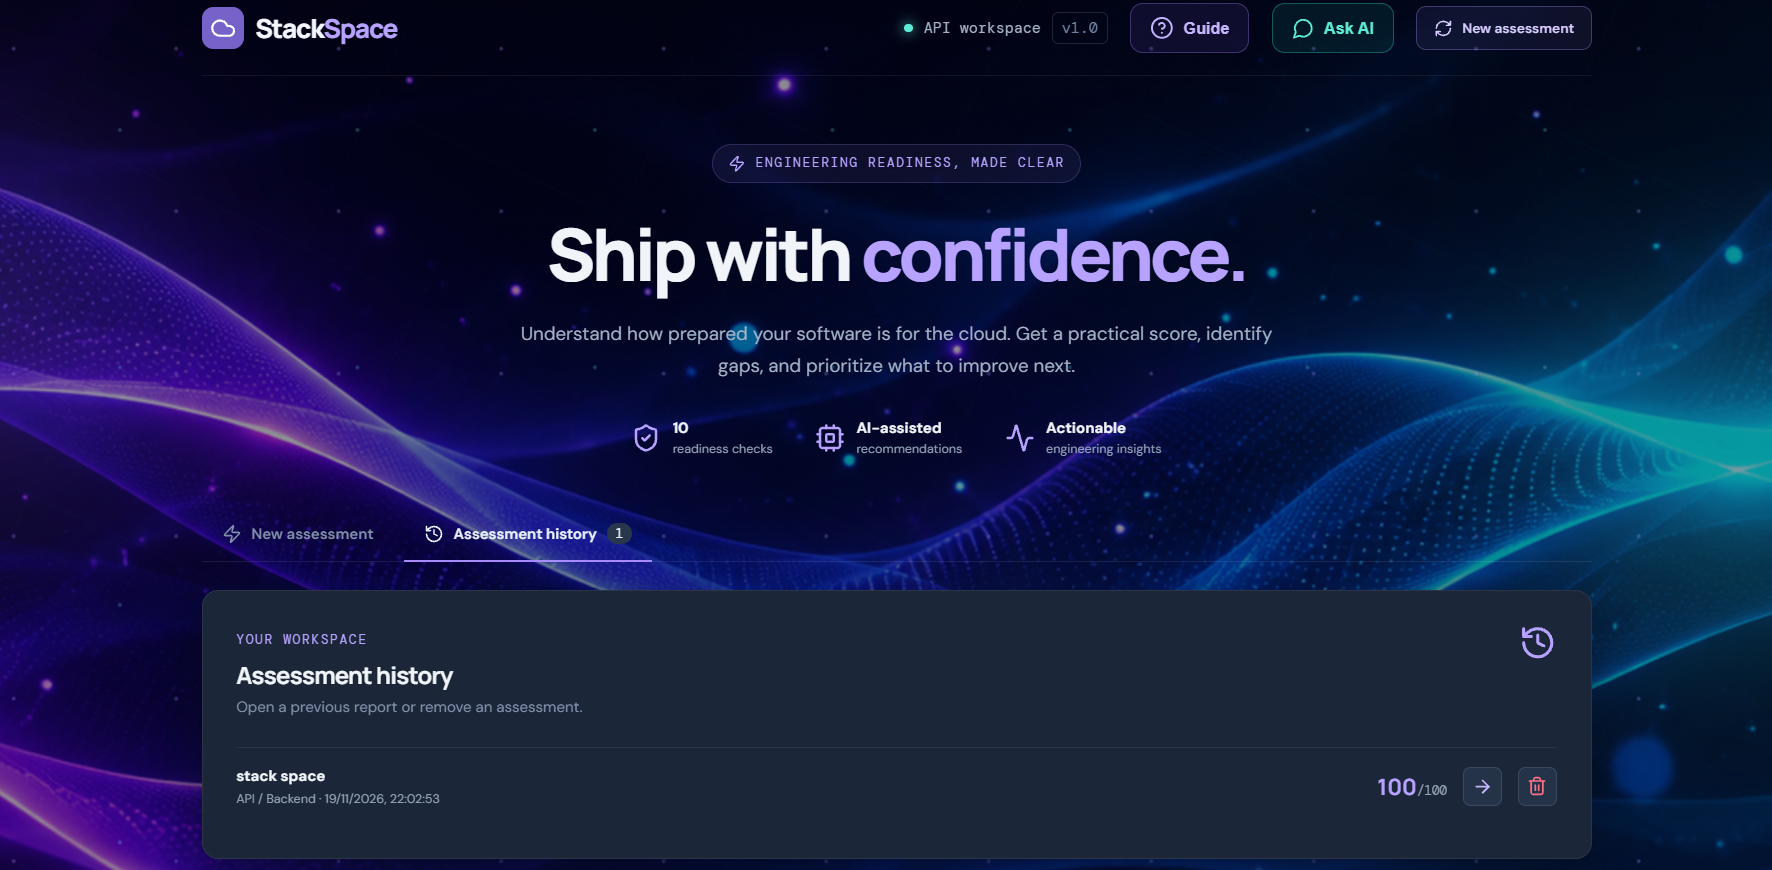 StackSpace
API workspace v1.0
Guide
Ask AI
New assessment
ENGINEERING READINESS, MADE CLEAR
Ship with confidence.
Understand how prepared your software is for the cloud. Get a practical score, identify
gaps, and prioritize what to improve next.
10
readiness checks
AI-assisted
recommendations
Actionable
engineering insights
New assessment
Assessment history 1
YOUR WORKSPACE
Assessment history
Open a previous report or remove an assessment.
stack space
API / Backend · 19/11/2026, 22:02:53
100/100